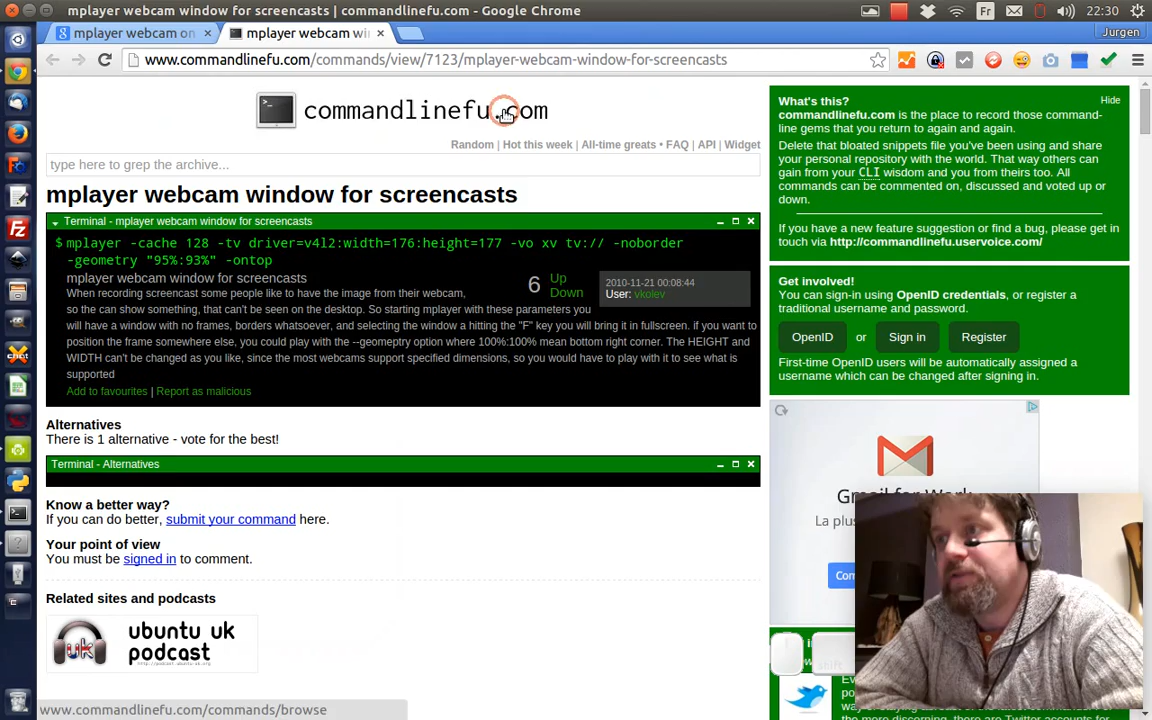 mplayer webcam window for screencasts | commandlinefu.com - Google Chrome
Fr
22:30
mplayer webcam on
mplayer webcam wi
Jurgen
www.commandlinefu.com/commands/view/7123/mplayer-webcam-window-for-screencasts
commandlinefu.com
Random | Hot this week | All-time greats • FAQ | API | Widget
type here to grep the archive...
mplayer webcam window for screencasts
Terminal - mplayer webcam window for screencasts
$ mplayer -cache 128 -tv driver=v4l2:width=176:height=177 -vo xv tv:// -noborder
-geometry "95%:93%" -ontop
mplayer webcam window for screencasts
When recording screencast some people like to have the image from their webcam,
so the can show something, that can't be seen on the desktop. So starting mplayer with these parameters you
will have a window with no frames, borders whatsoever, and selecting the window a hitting the "F" key you will bring it in fullscreen. if you want to
position the frame somewhere else, you could play with the --geomeptry option where 100%:100% mean bottom right corner. The HEIGHT and
WIDTH can't be changed as you like, since the most webcams support specified dimensions, so you would have to play with it to see what is
supported
6
Up
Down
2010-11-21 00:08:44
User: vkolev
Add to favourites | Report as malicious
Alternatives
There is 1 alternative - vote for the best!
Terminal - Alternatives
Know a better way?
If you can do better, submit your command here.
Your point of view
You must be signed in to comment.
Related sites and podcasts
ubuntu uk
podcast
http://podcast.ubuntu-uk.org
www.commandlinefu.com/commands/browse
What's this?
Hide
commandlinefu.com is the place to record those command-
line gems that you return to again and again.
Delete that bloated snippets file you've been using and share
your personal repository with the world. That way others can
gain from your CLI wisdom and you from theirs too. All
commands can be commented on, discussed and voted up or
down.
If you have a new feature suggestion or find a bug, please get in
touch via http://commandlinefu.uservoice.com/
Get involved!
You can sign-in using OpenID credentials, or register a
traditional username and password.
OpenID
or
Sign in
Register
First-time OpenID users will be automatically assigned a
username which can be changed after signing in.
Gmail for Work
La plus
shift